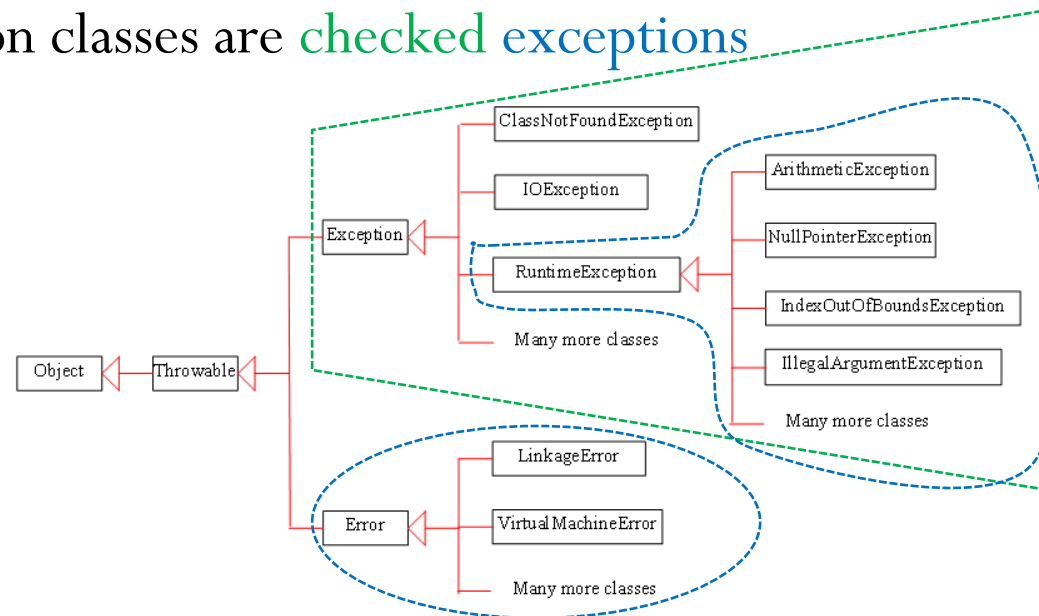 on classes are checked exceptions
ClassNotFoundException
IOException
Exception
RuntimeException
Many more classes
ArithmeticException
NullPointerException
IndexOutOfBoundsException
IllegalArgumentException
Many more classes
Object
Throwable
LinkageError
Error
VirtualMachineError
Many more classes